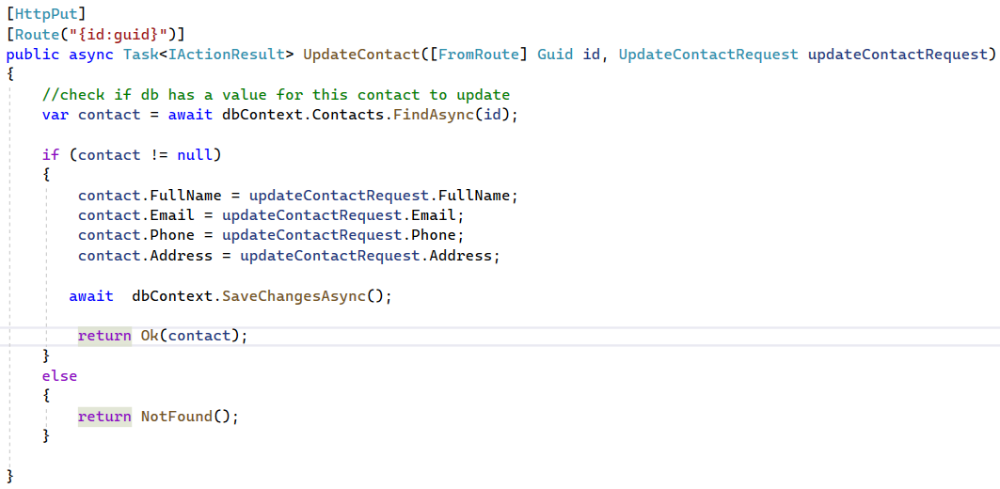 [HttpPut]
[Route("{id:guid}")]
public async Task<IActionResult> UpdateContact([FromRoute] Guid id, UpdateContactRequest updateContactRequest)
{
    //check if db has a value for this contact to update
    var contact = await dbContext.Contacts.FindAsync(id);

    if (contact != null)
    {
        contact.FullName = updateContactRequest.FullName;
        contact.Email = updateContactRequest.Email;
        contact.Phone = updateContactRequest.Phone;
        contact.Address = updateContactRequest.Address;

       await  dbContext.SaveChangesAsync();

        return Ok(contact);
    }
    else
    {
        return NotFound();
    }

}